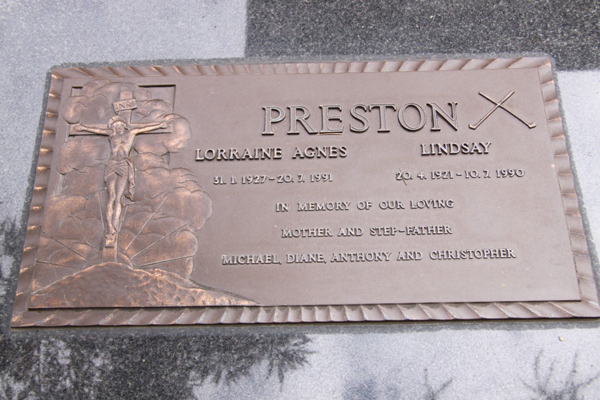 PRESTON
LORRAINE AGNES LINDSAY
31. 1. 1927-20. 7. 1991 20. 4. 1921-10. 7. 1990
IN MEMORY OF OUR LOVING
MOTHER AND STEP-FATHER
MICHAEL, DIANE, ANTHONY AND CHRISTOPHER